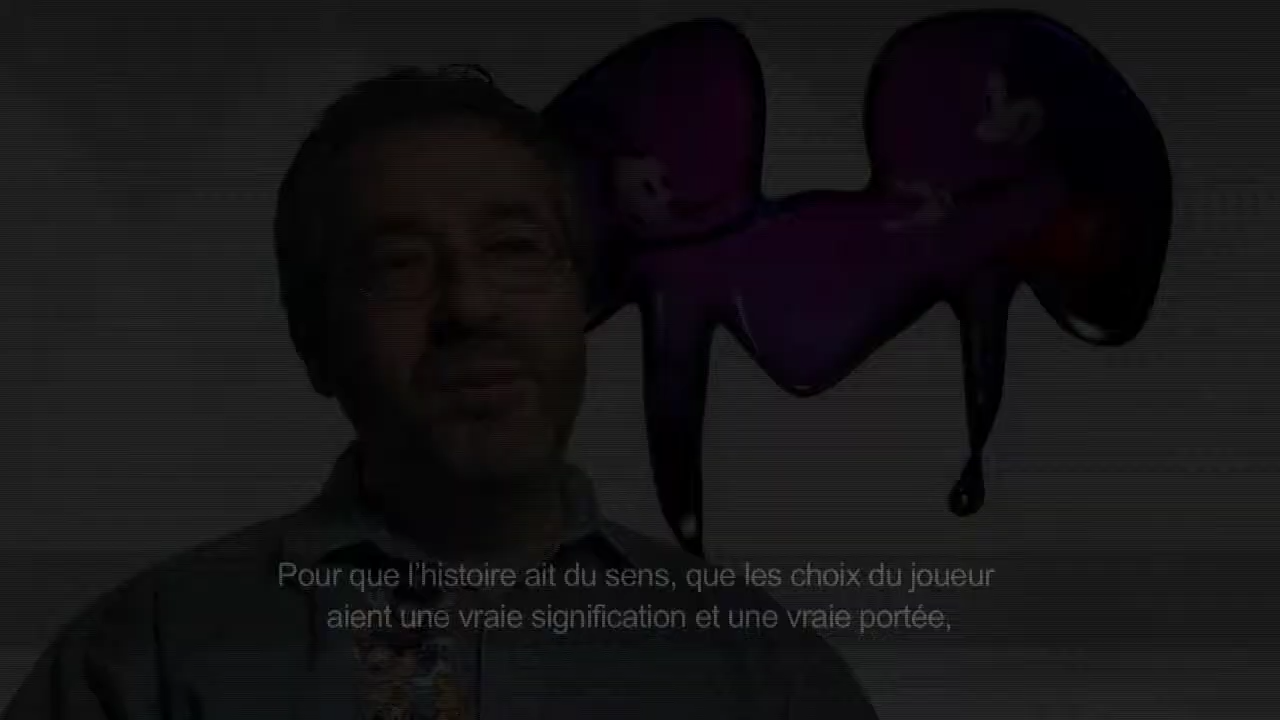 Pour que l'histoire ait du sens, que les choix du joueur
aient une vraie signification et une vraie portée,